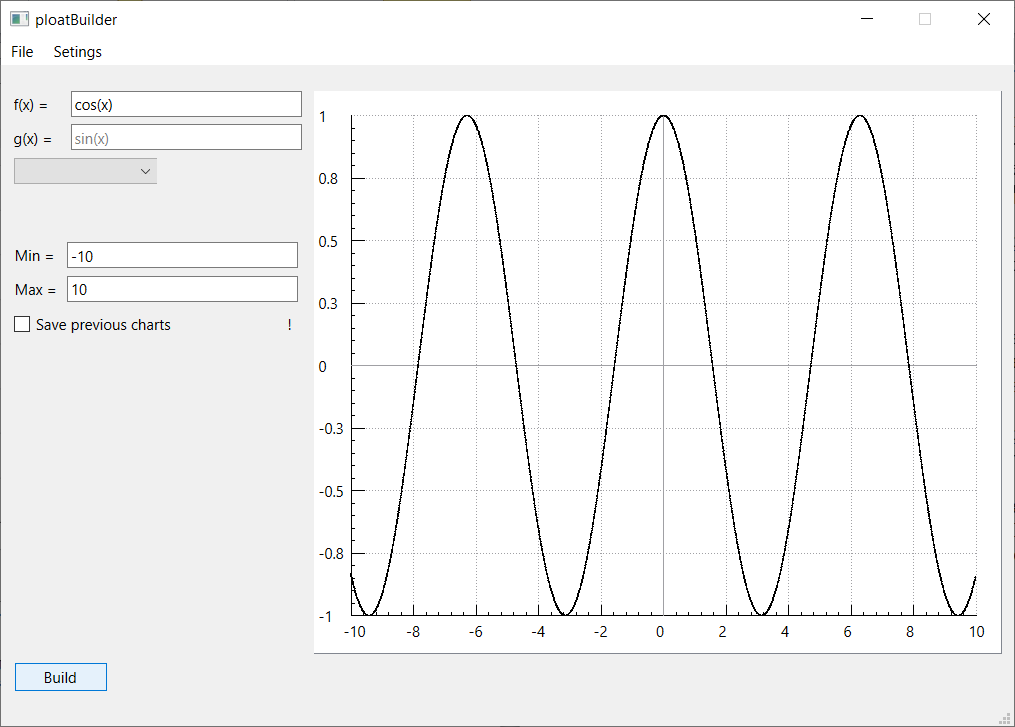 ploatBuilder
File Setings
f(x) = cos(x)
g(x) = sin(x)
Min = -10
Max = 10
Save previous charts !
Build
1
0.8
0.5
0.3
0
-0.3
-0.5
-0.8
-1
-10 -8 -6 -4 -2 0 2 4 6 8 10